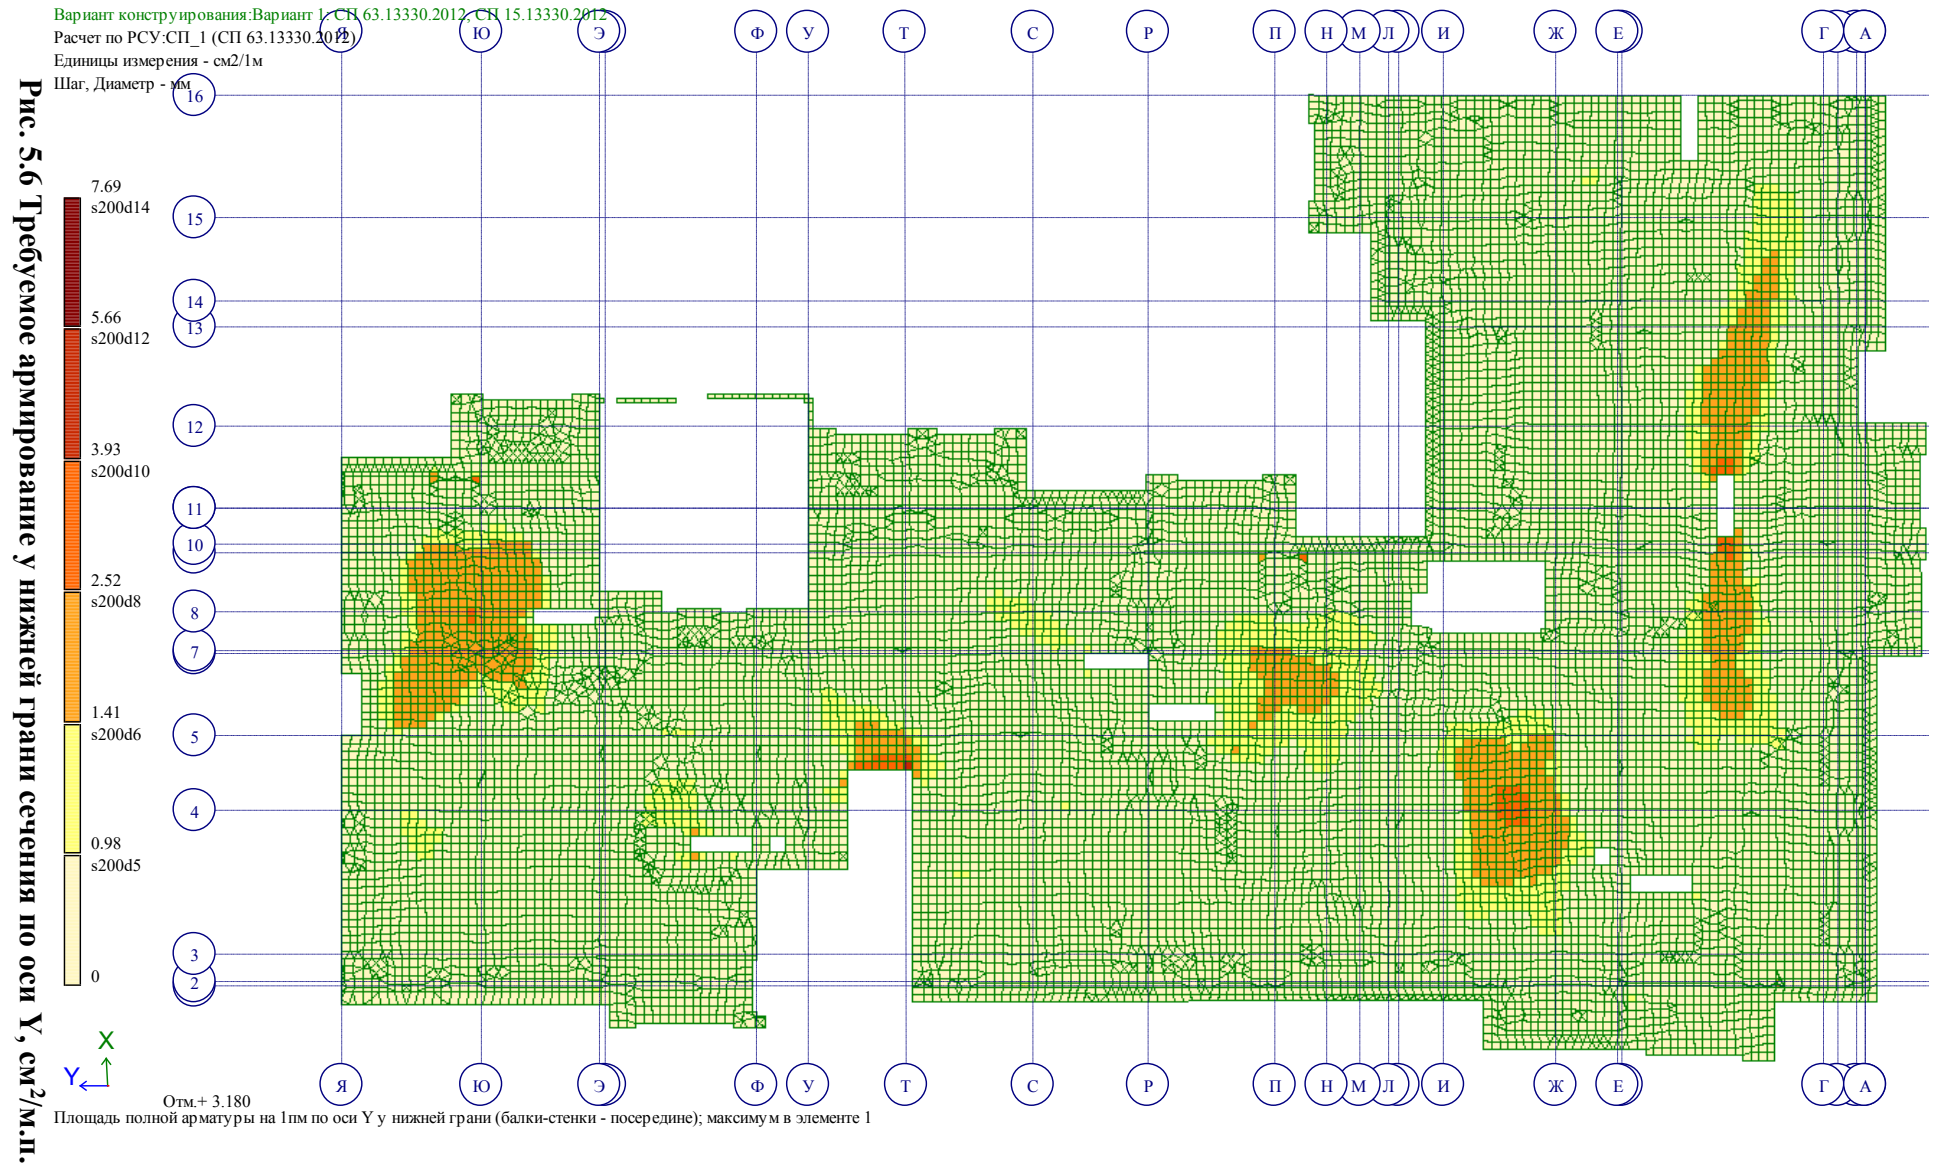 Вариант конструирования:Вариант 1: СП 63.13330.2012, СП 15.13330.2012
Расчет по РСУ:СП_1 (СП 63.13330.2012)
Единицы измерения - см2/1м
Шаг, Диаметр - мм
Я Ю Э Ф У Т С Р П Н М Л И Ж Е Г А
Рис. 5.6 Требуемое армирование у нижней грани сечения по оси Y, см²/м.п.
7.69
s200d14
5.66
s200d12
3.93
s200d10
2.52
s200d8
1.41
s200d6
0.98
s200d5
0
16
15
14
13
12
11
10
8
7
5
4
3
2
X
Y
Я Ю Э Ф У Т С Р П Н М Л И Ж Е Г А
Отм.+ 3.180
Площадь полной арматуры на 1пм по оси Y у нижней грани (балки-стенки - посередине); максимум в элементе 1